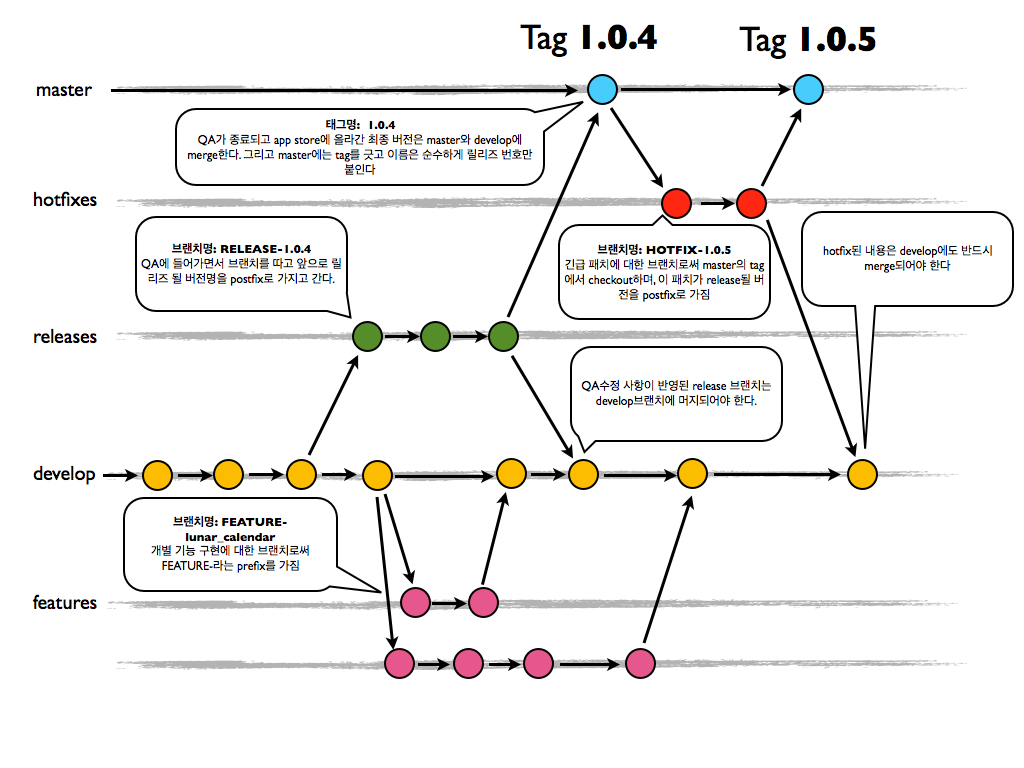 Tag 1.0.4
Tag 1.0.5
master
태그명: 1.0.4
QA가 종료되고 app store에 올라간 최종 버전은 master와 develop에
merge한다. 그리고 master에는 tag를 긋고 이름은 순수하게 릴리즈 번호만
붙인다
hotfixes
브랜치명: RELEASE-1.0.4
QA에 들어가면서 브랜치를 따고 앞으로 릴
리즈 될 버전명을 postfix로 가지고 간다.
브랜치명: HOTFIX-1.0.5
긴급 패치에 대한 브랜치로써 master의 tag
에서 checkout하며, 이 패치가 release될 버
전을 postfix로 가짐
hotfix된 내용은 develop에도 반드시
merge되어야 한다
releases
QA수정 사항이 반영된 release 브랜치는
develop브랜치에 머지되어야 한다.
develop
브랜치명: FEATURE-
lunar_calendar
개별 기능 구현에 대한 브랜치로써
FEATURE-라는 prefix를 가짐
features